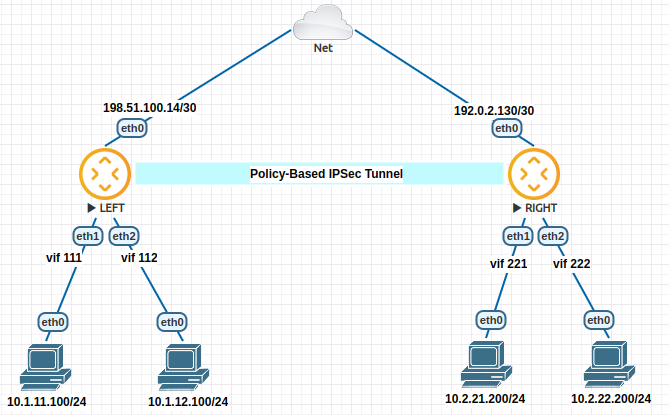 Net
198.51.100.14/30
192.0.2.130/30
eth0
eth0
Policy-Based IPSec Tunnel
LEFT
RIGHT
eth1
eth2
eth1
eth2
vif 111
vif 112
vif 221
vif 222
eth0
eth0
eth0
eth0
10.1.11.100/24
10.1.12.100/24
10.2.21.200/24
10.2.22.200/24